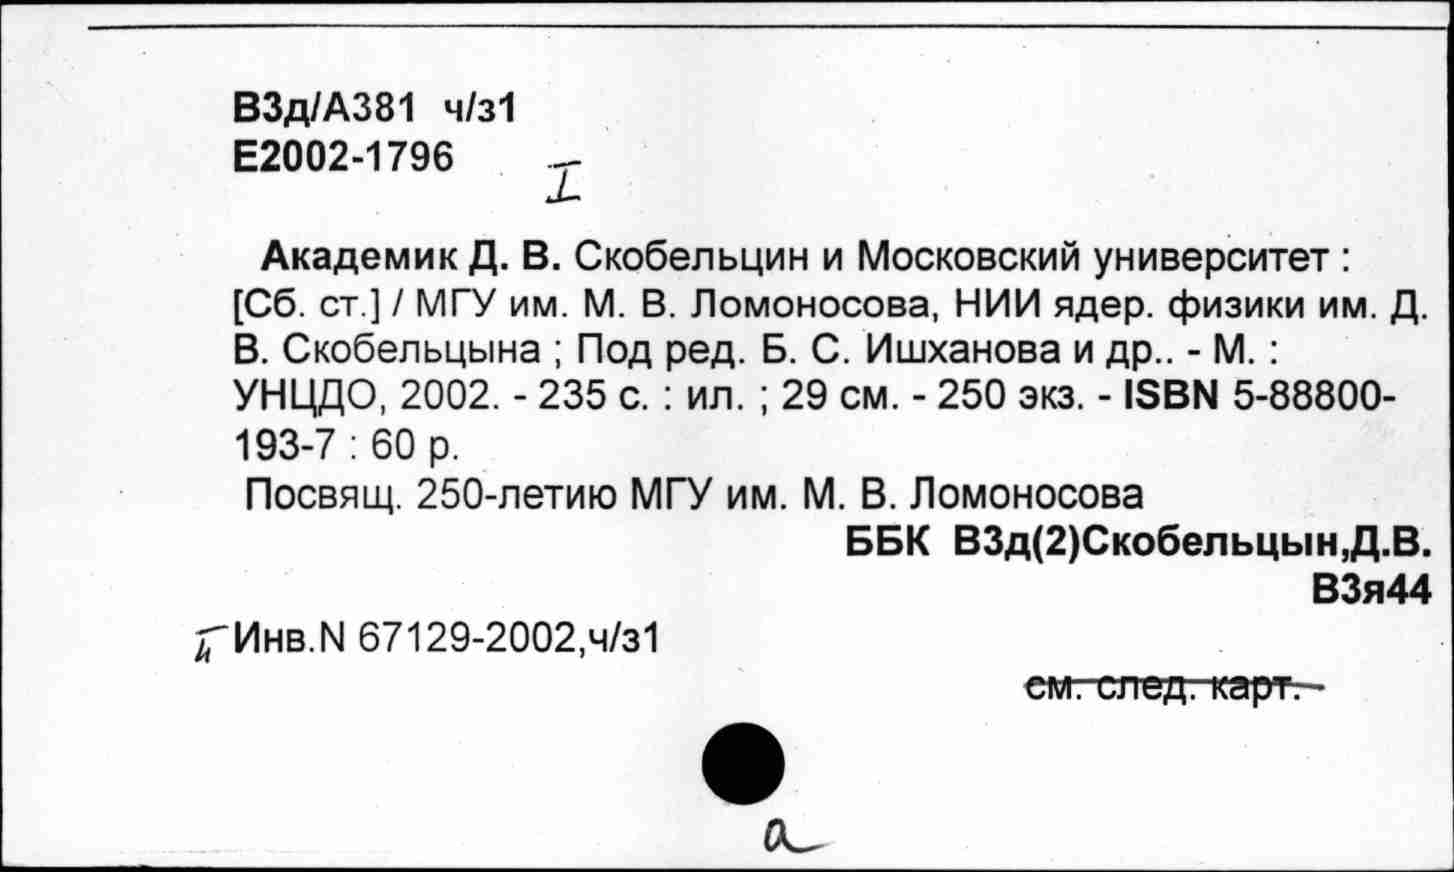 В3д/А381 ч/з1
Е2002-1796
I
Академик Д. В. Скобельцин и Московский университет :
[Сб. ст.] / МГУ им. М. В. Ломоносова, НИИ ядер. физики им. Д.
В. Скобельцына ; Под ред. Б. С. Ишханова и др.. - М. :
УНЦДО, 2002. - 235 с. : ил. ; 29 см. - 250 экз. - ISBN 5-88800-
193-7 : 60 р.
Посвящ. 250-летию МГУ им. М. В. Ломоносова
ББК В3д(2)Скобельцын,Д.В.
В3я44
Инв.N 67129-2002,ч/з1
см. след. карт.
а